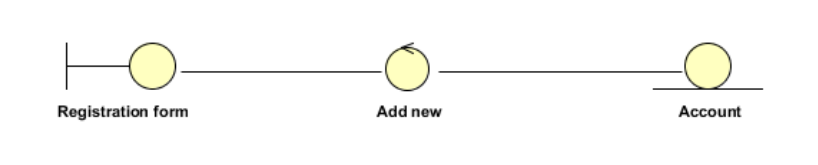 Registration form
Add new
Account